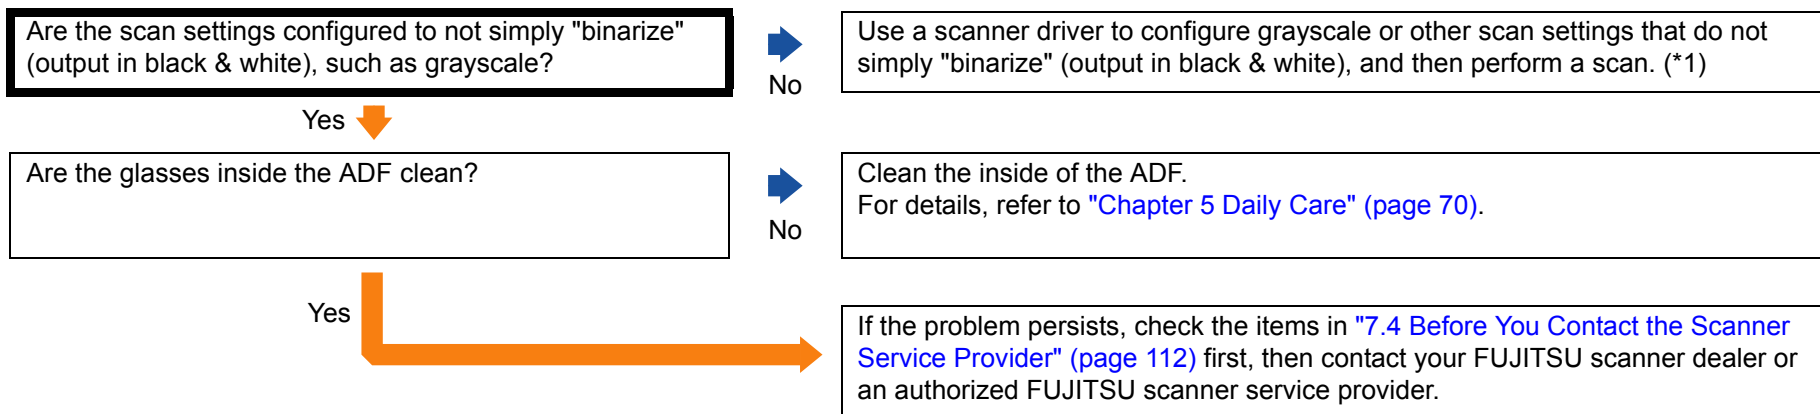 Are the scan settings configured to not simply "binarize"
(output in black & white), such as grayscale?
No
Use a scanner driver to configure grayscale or other scan settings that do not
simply "binarize" (output in black & white), and then perform a scan. (*1)
Yes
Are the glasses inside the ADF clean?
No
Clean the inside of the ADF.
For details, refer to "Chapter 5 Daily Care" (page 70).
Yes
If the problem persists, check the items in "7.4 Before You Contact the Scanner
Service Provider" (page 112) first, then contact your FUJITSU scanner dealer or
an authorized FUJITSU scanner service provider.